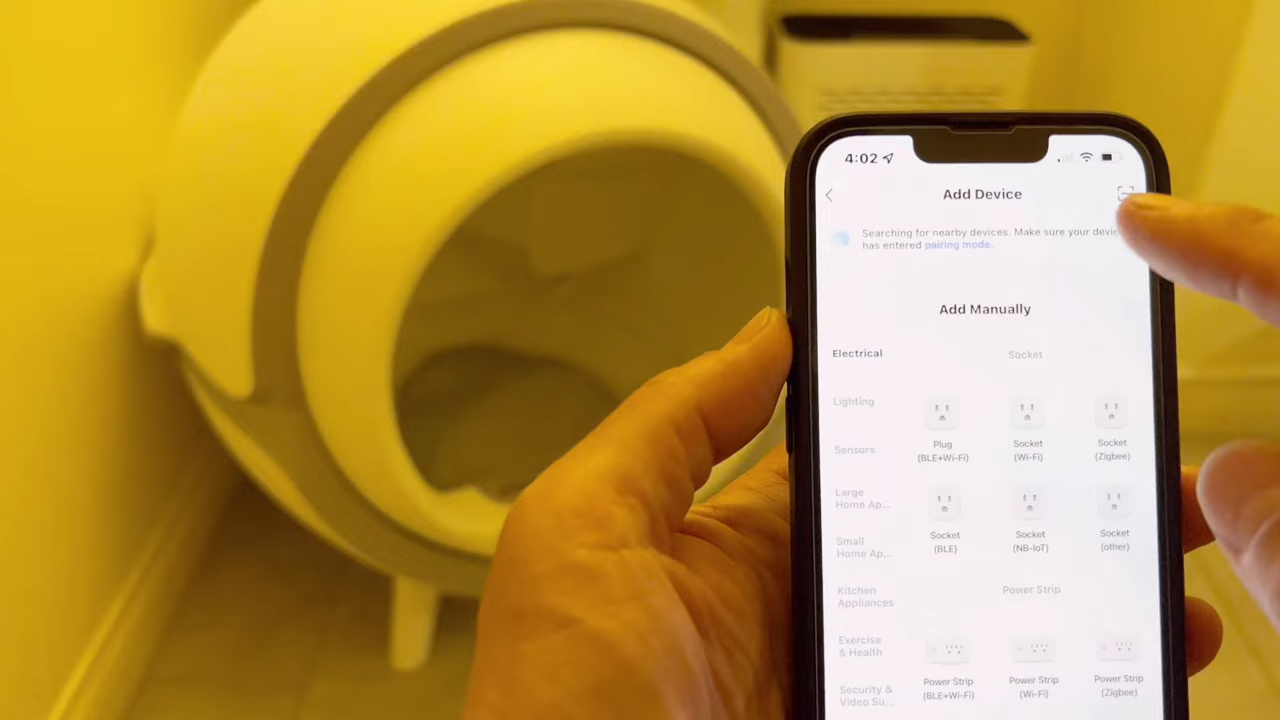 4:02
Add Device
Searching for nearby devices. Make sure your
has entered pairing mode.
Add Manually
Electrical
Socket
Lighting
Sensors
Large
Home Ap...
Small
Home Ap...
Kitchen
Appliances
Exercise
& Health
Security &
Video Su...
Plug
(BLE+Wi-Fi)
Socket
(Wi-Fi)
Socket
(Zigbee)
Socket
(BLE)
Socket
(NB-IoT)
Socket
(other)
Power Strip
Power Strip
(BLE+Wi-Fi)
Power Strip
(Wi-Fi)
Power Strip
(Zigbee)